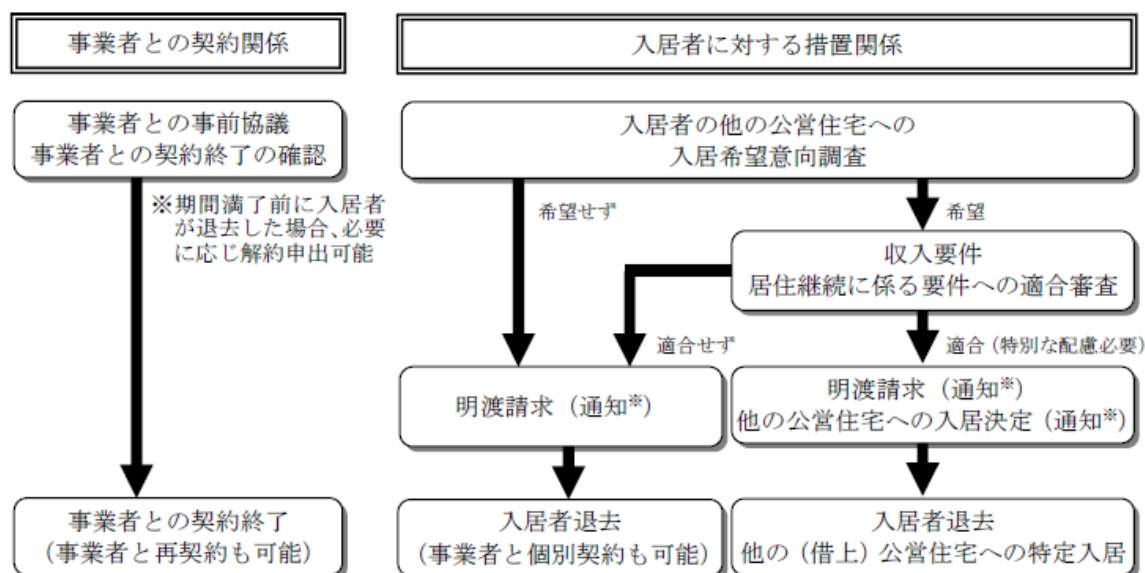 事業者との契約関係
事業者との事前協議
事業者との契約終了の確認
※期間満了前に入居者
が退去した場合、必要
に応じ解約申出可能
事業者との契約終了
（事業者と再契約も可能）
入居者に対する措置関係
入居者の他の公営住宅への
入居希望意向調査
希望せず
希望
収入要件
居住継続に係る要件への適合審査
適合せず
適合（特別な配慮必要）
明渡請求（通知※）
明渡請求（通知※）
他の公営住宅への入居決定（通知※）
入居者退去
（事業者と個別契約も可能）
入居者退去
他の（借上）公営住宅への特定入居